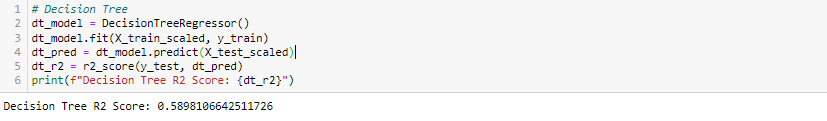 1 # Decision Tree
2 dt_model = DecisionTreeRegressor()
3 dt_model.fit(X_train_scaled, y_train)
4 dt_pred = dt_model.predict(X_test_scaled)
5 dt_r2 = r2_score(y_test, dt_pred)
6 print(f"Decision Tree R2 Score: {dt_r2}")
Decision Tree R2 Score: 0.5898106642511726